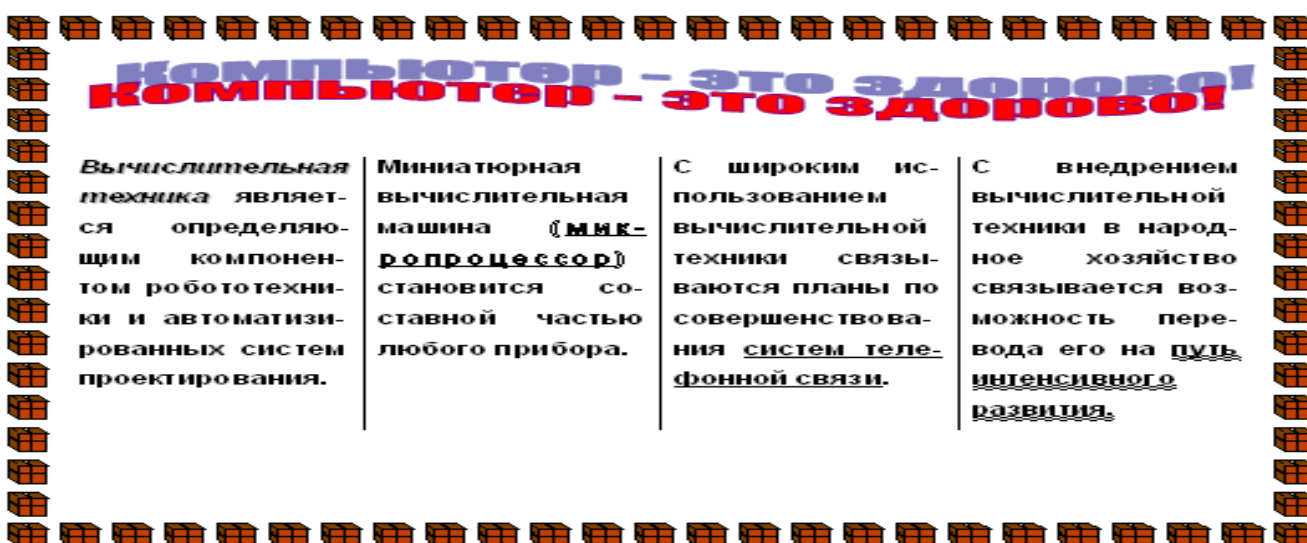 Компьютер - это здорово!
Вычислительная
техника являет-
ся определяю-
щим компонен-
том робототехни-
ки и автоматизи-
рованных систем
проектирования.
Миниатюрная
вычислительная
машина (мик-
ропроцессор)
становится со-
ставной частью
любого прибора.
С широким ис-
пользованием
вычислительной
техники связы-
ваются планы по
совершенствова-
ния систем теле-
фонной связи.
С внедрением
вычислительной
техники в народ-
ное хозяйство
связывается воз-
можность пере-
вода его на путь
интенсивного
развития.